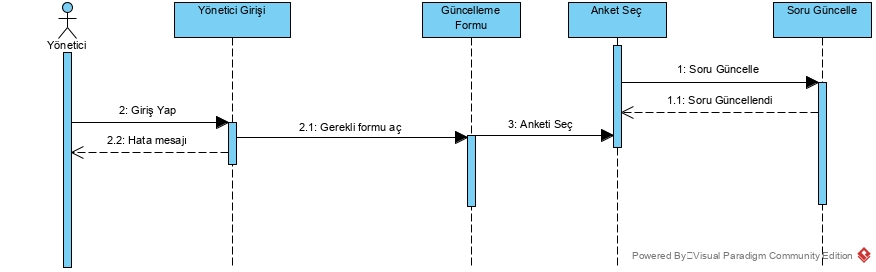 Yönetici Girişi
Güncelleme
Formu
Anket Seç
Soru Güncelle
Yönetici
1: Soru Güncelle
1.1: Soru Güncellendi
2: Giriş Yap
2.1: Gerekli formu aç
3: Anketi Seç
2.2: Hata mesajı
Powered By Visual Paradigm Community Edition